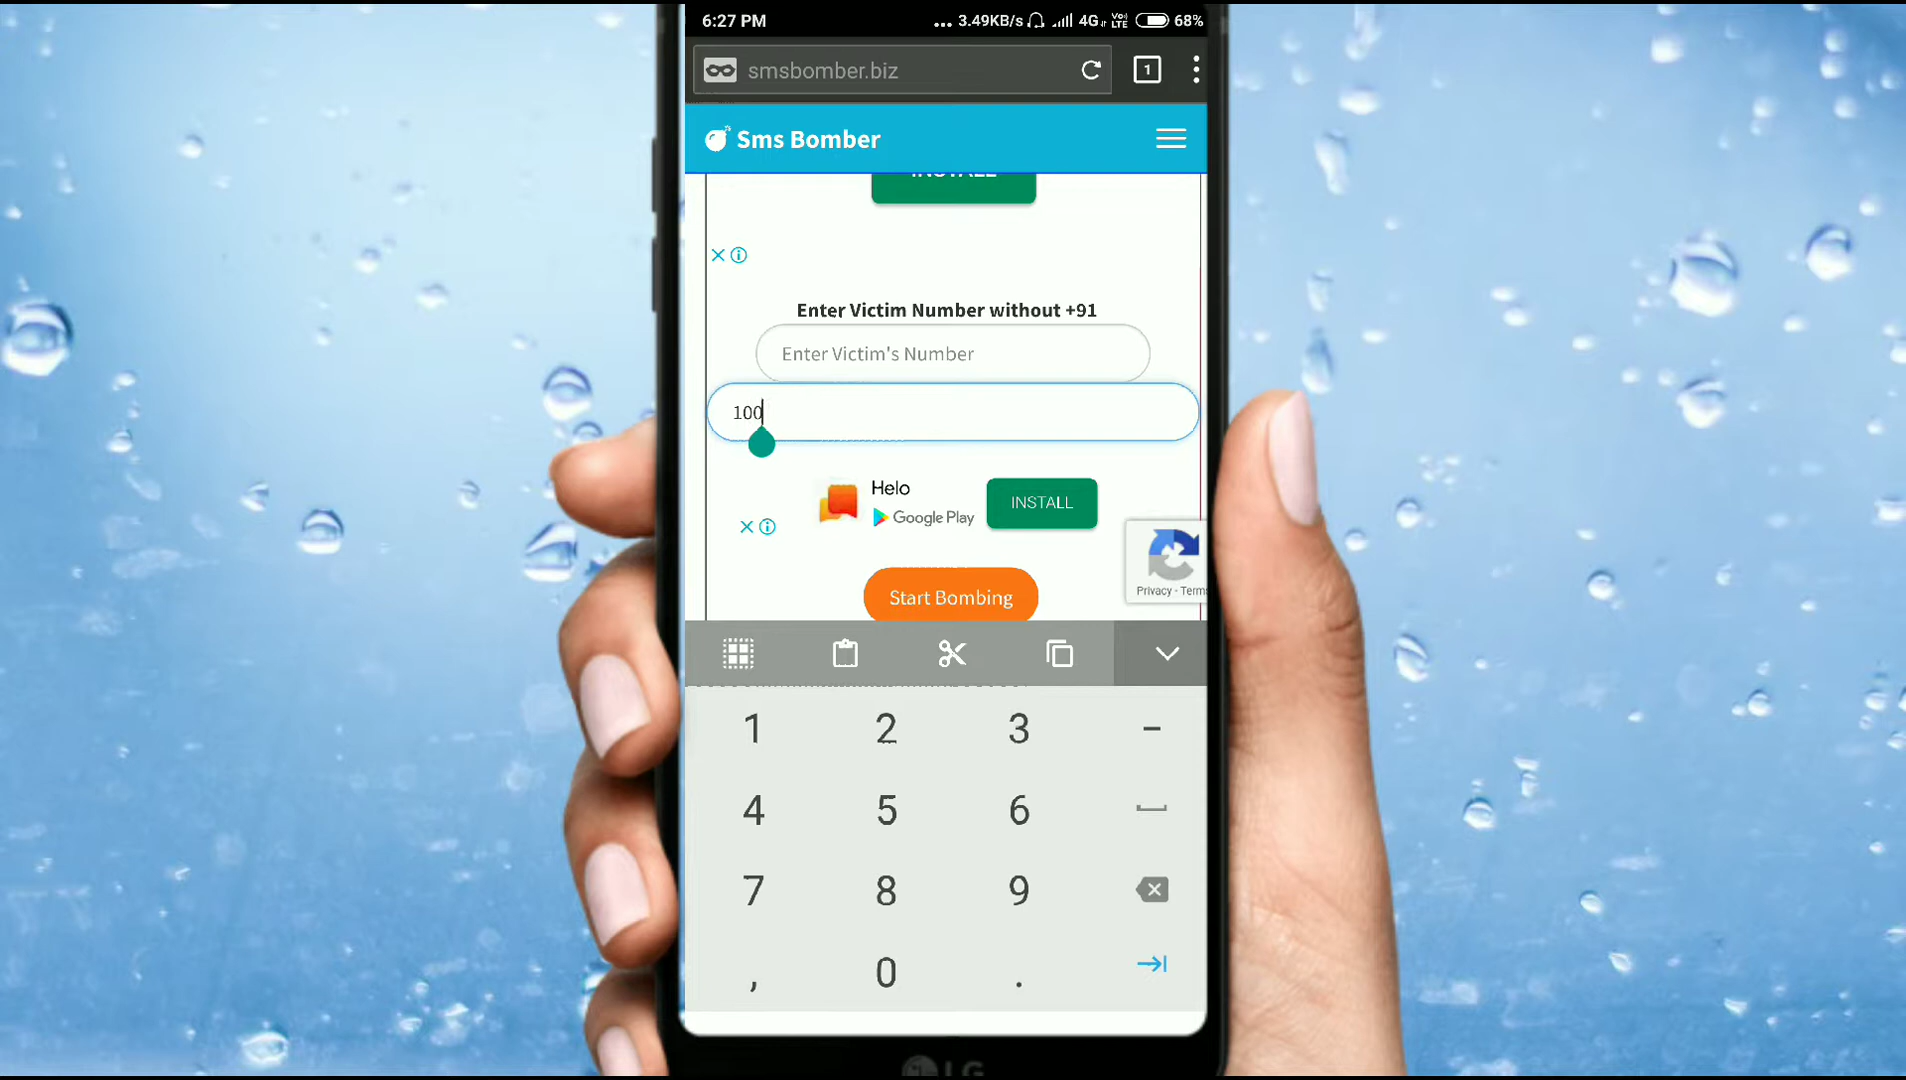 6:27 PM ... 3.49KB/s 4G Vo) LTE 68%
smsbomber.biz 1
Sms Bomber
INSTALL
Enter Victim Number without +91
Enter Victim's Number
100
Helo
Google Play
INSTALL
Privacy - Terms
Start Bombing
1 2 3 -
4 5 6
7 8 9
, 0 .
LG